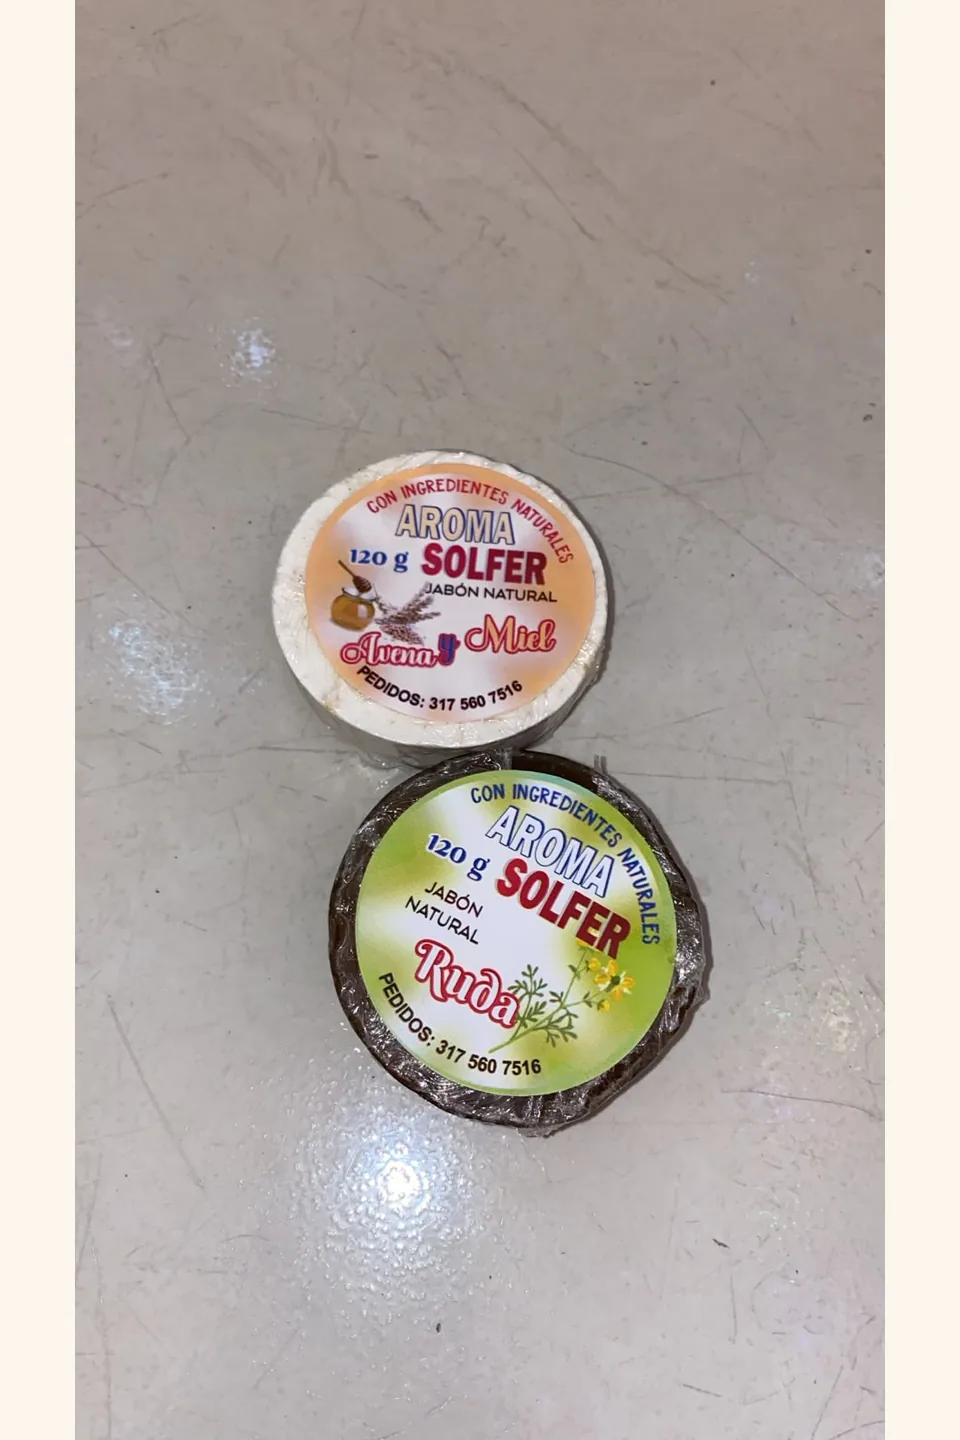 CON INGREDIENTES NATURALES
AROMA
120 g SOLFER
JABÓN NATURAL
Avena y Miel
PEDIDOS: 317 560 7516
CON INGREDIENTES NATURALES
AROMA
120 g SOLFER
JABÓN
NATURAL
Ruda
PEDIDOS: 317 560 7516